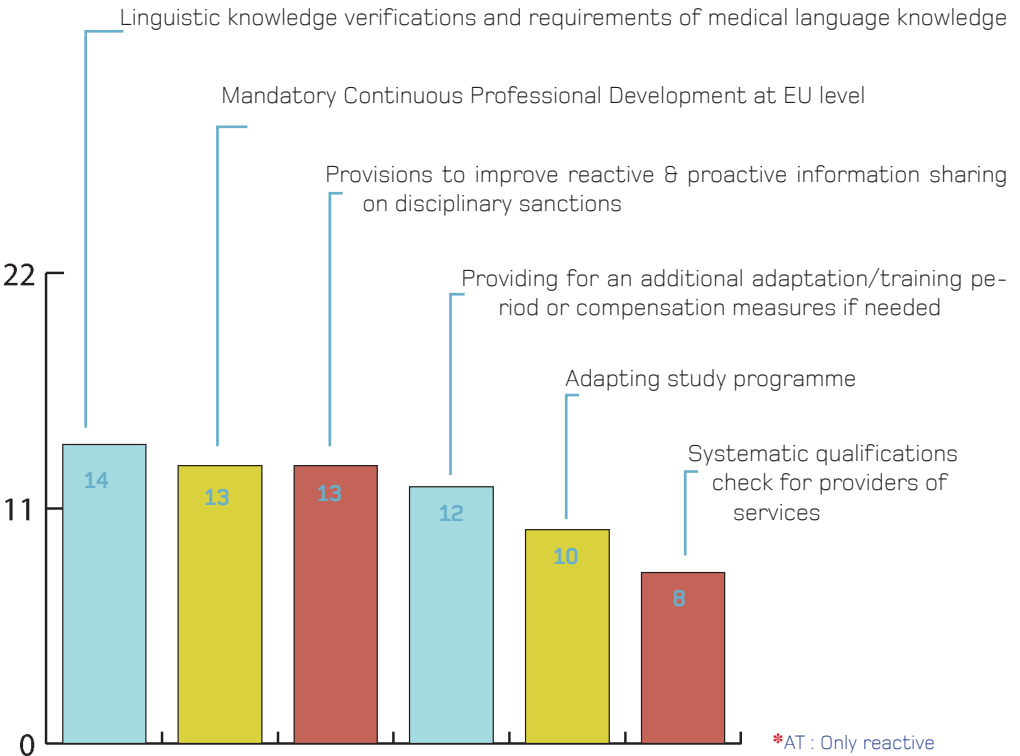 Linguistic knowledge verifications and requirements of medical language knowledge
Mandatory Continuous Professional Development at EU level
Provisions to improve reactive & proactive information sharing
on disciplinary sanctions
22
Providing for an additional adaptation/training pe-
riod or compensation measures if needed
Adapting study programme
Systematic qualifications
check for providers of
services
14
13
13
12
11
10
8
0
*AT : Only reactive